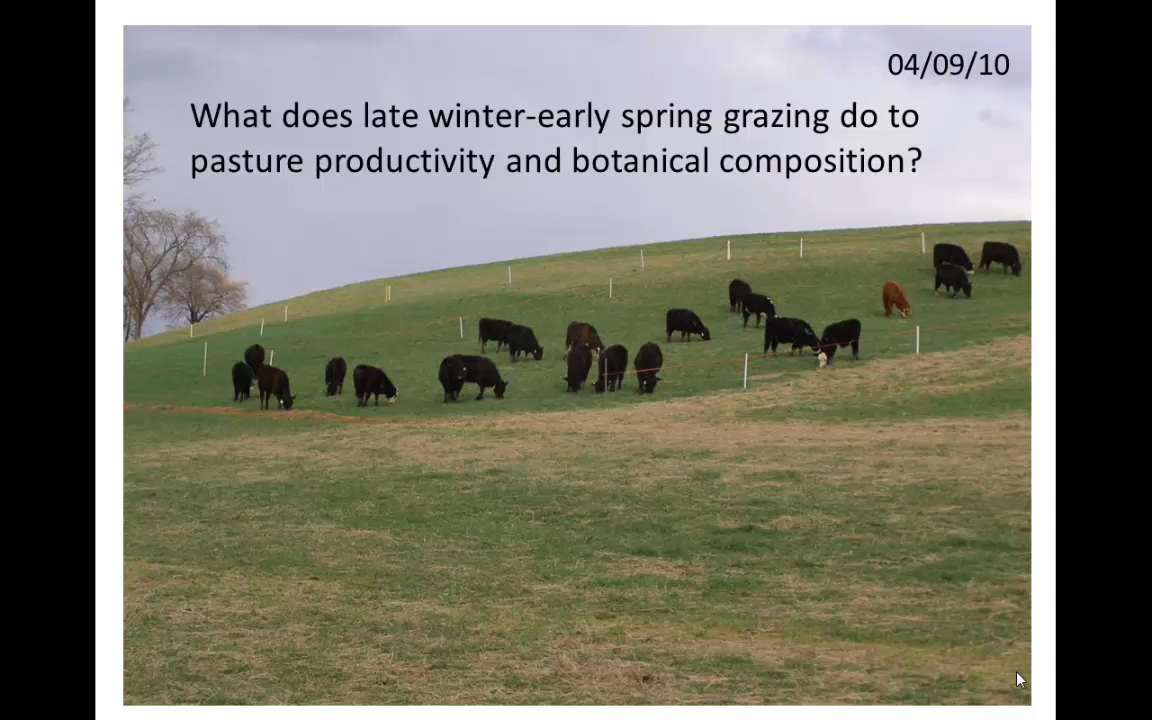 04/09/10
What does late winter-early spring grazing do to
pasture productivity and botanical composition?